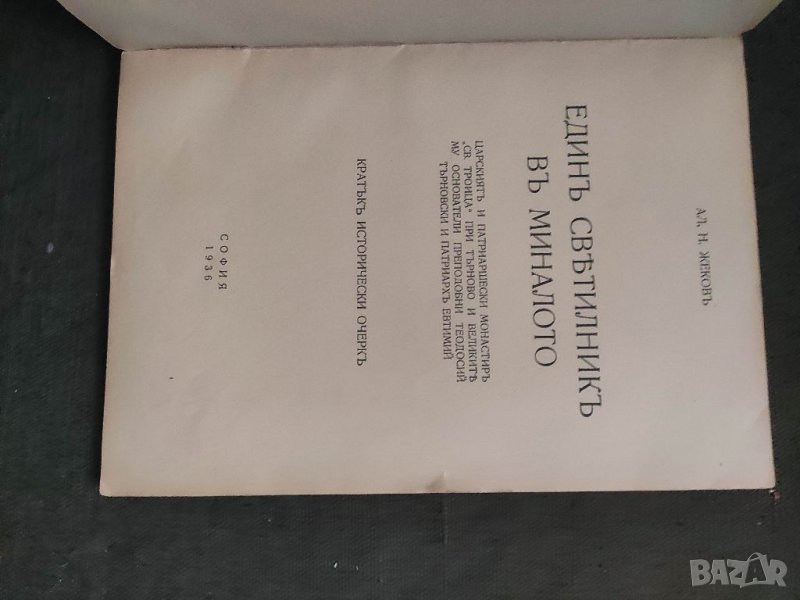 АЛ. Н. ЖЕКОВЪ
ЕДИНЪ СВѢТИЛНИКЪ
ВЪ МИНАЛОТО
ЦАРСКИЯТЪ И ПАТРИАРШЕСКИ МОНАСТИРЪ
„СВ. ТРОИЦА“ ПРИ ТЪРНОВО И ВЕЛИКИТѢ
МУ ОСНОВАТЕЛИ ПРЕПОДОБНИ ТЕОДОСИЙ
ТЪРНОВСКИ И ПАТРИАРХЪ ЕВТИМИЙ
КРАТЪКЪ ИСТОРИЧЕСКИ ОЧЕРКЪ
СОФИЯ
1936
BAZAR